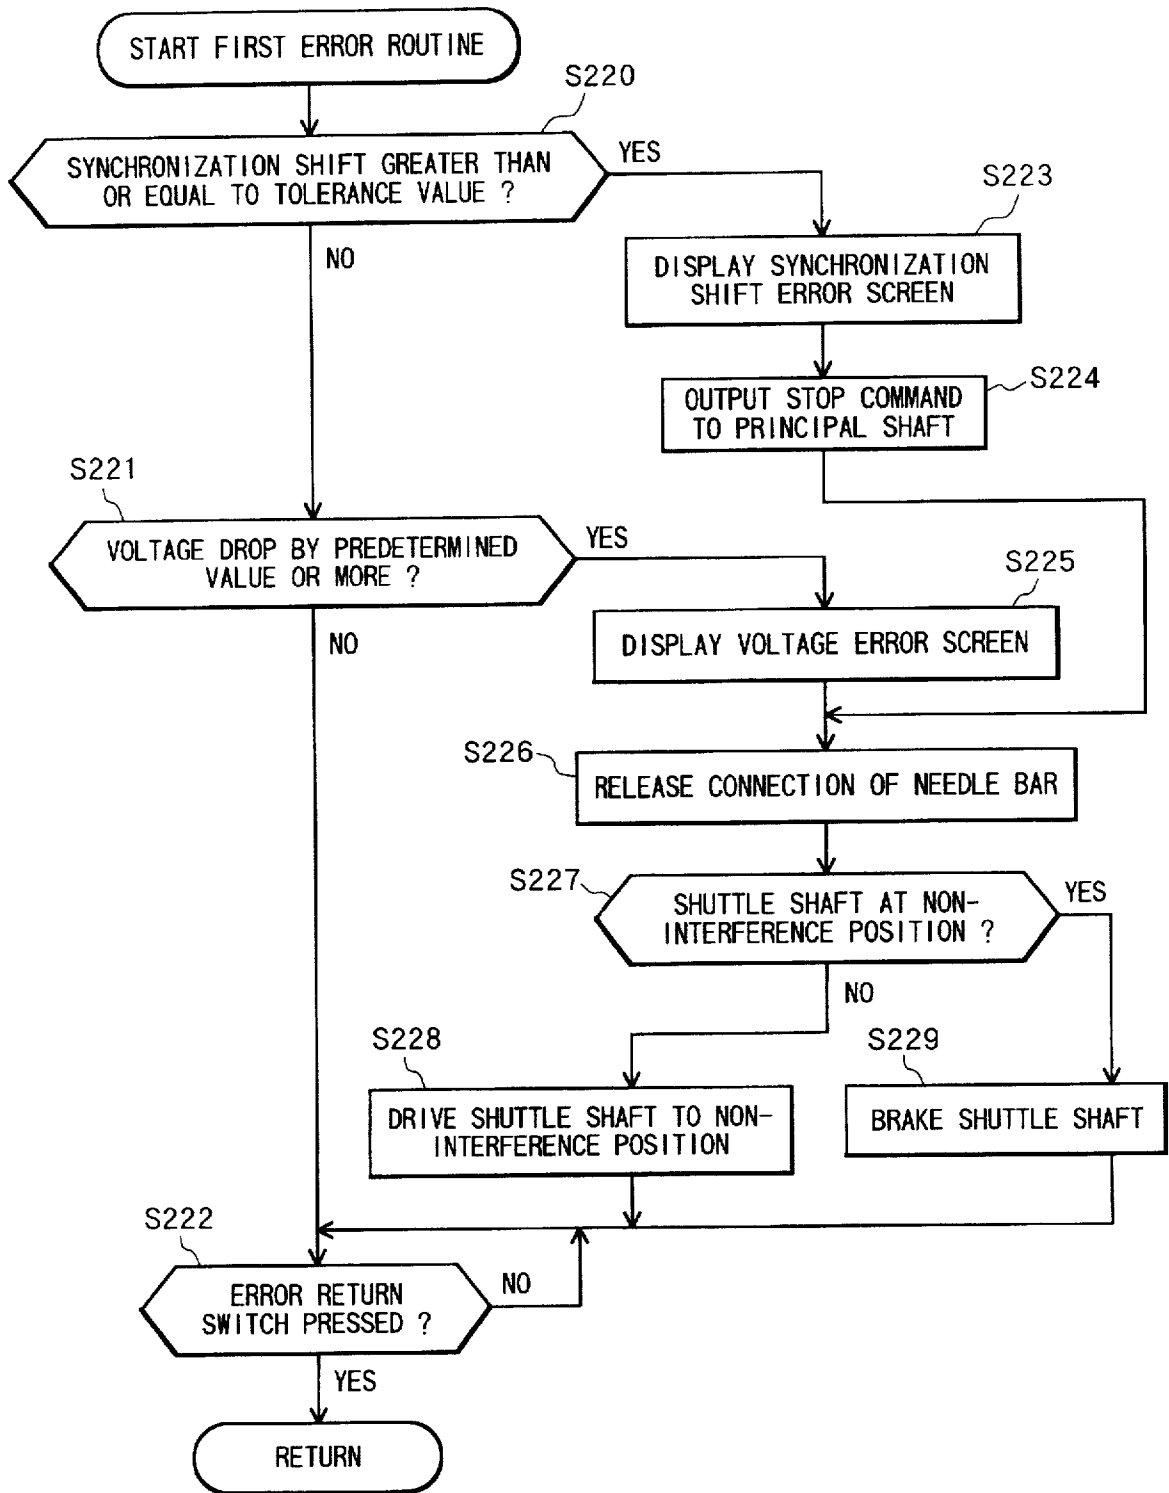 START FIRST ERROR ROUTINE
S220
SYNCHRONIZATION SHIFT GREATER THAN
OR EQUAL TO TOLERANCE VALUE ?
YES
NO
S223
DISPLAY SYNCHRONIZATION
SHIFT ERROR SCREEN
S224
OUTPUT STOP COMMAND
TO PRINCIPAL SHAFT
S221
VOLTAGE DROP BY PREDETERMINED
VALUE OR MORE ?
YES
NO
S225
DISPLAY VOLTAGE ERROR SCREEN
S226
RELEASE CONNECTION OF NEEDLE BAR
S227
SHUTTLE SHAFT AT NON-
INTERFERENCE POSITION ?
YES
NO
S228
DRIVE SHUTTLE SHAFT TO NON-
INTERFERENCE POSITION
S229
BRAKE SHUTTLE SHAFT
S222
ERROR RETURN
SWITCH PRESSED ?
NO
YES
RETURN